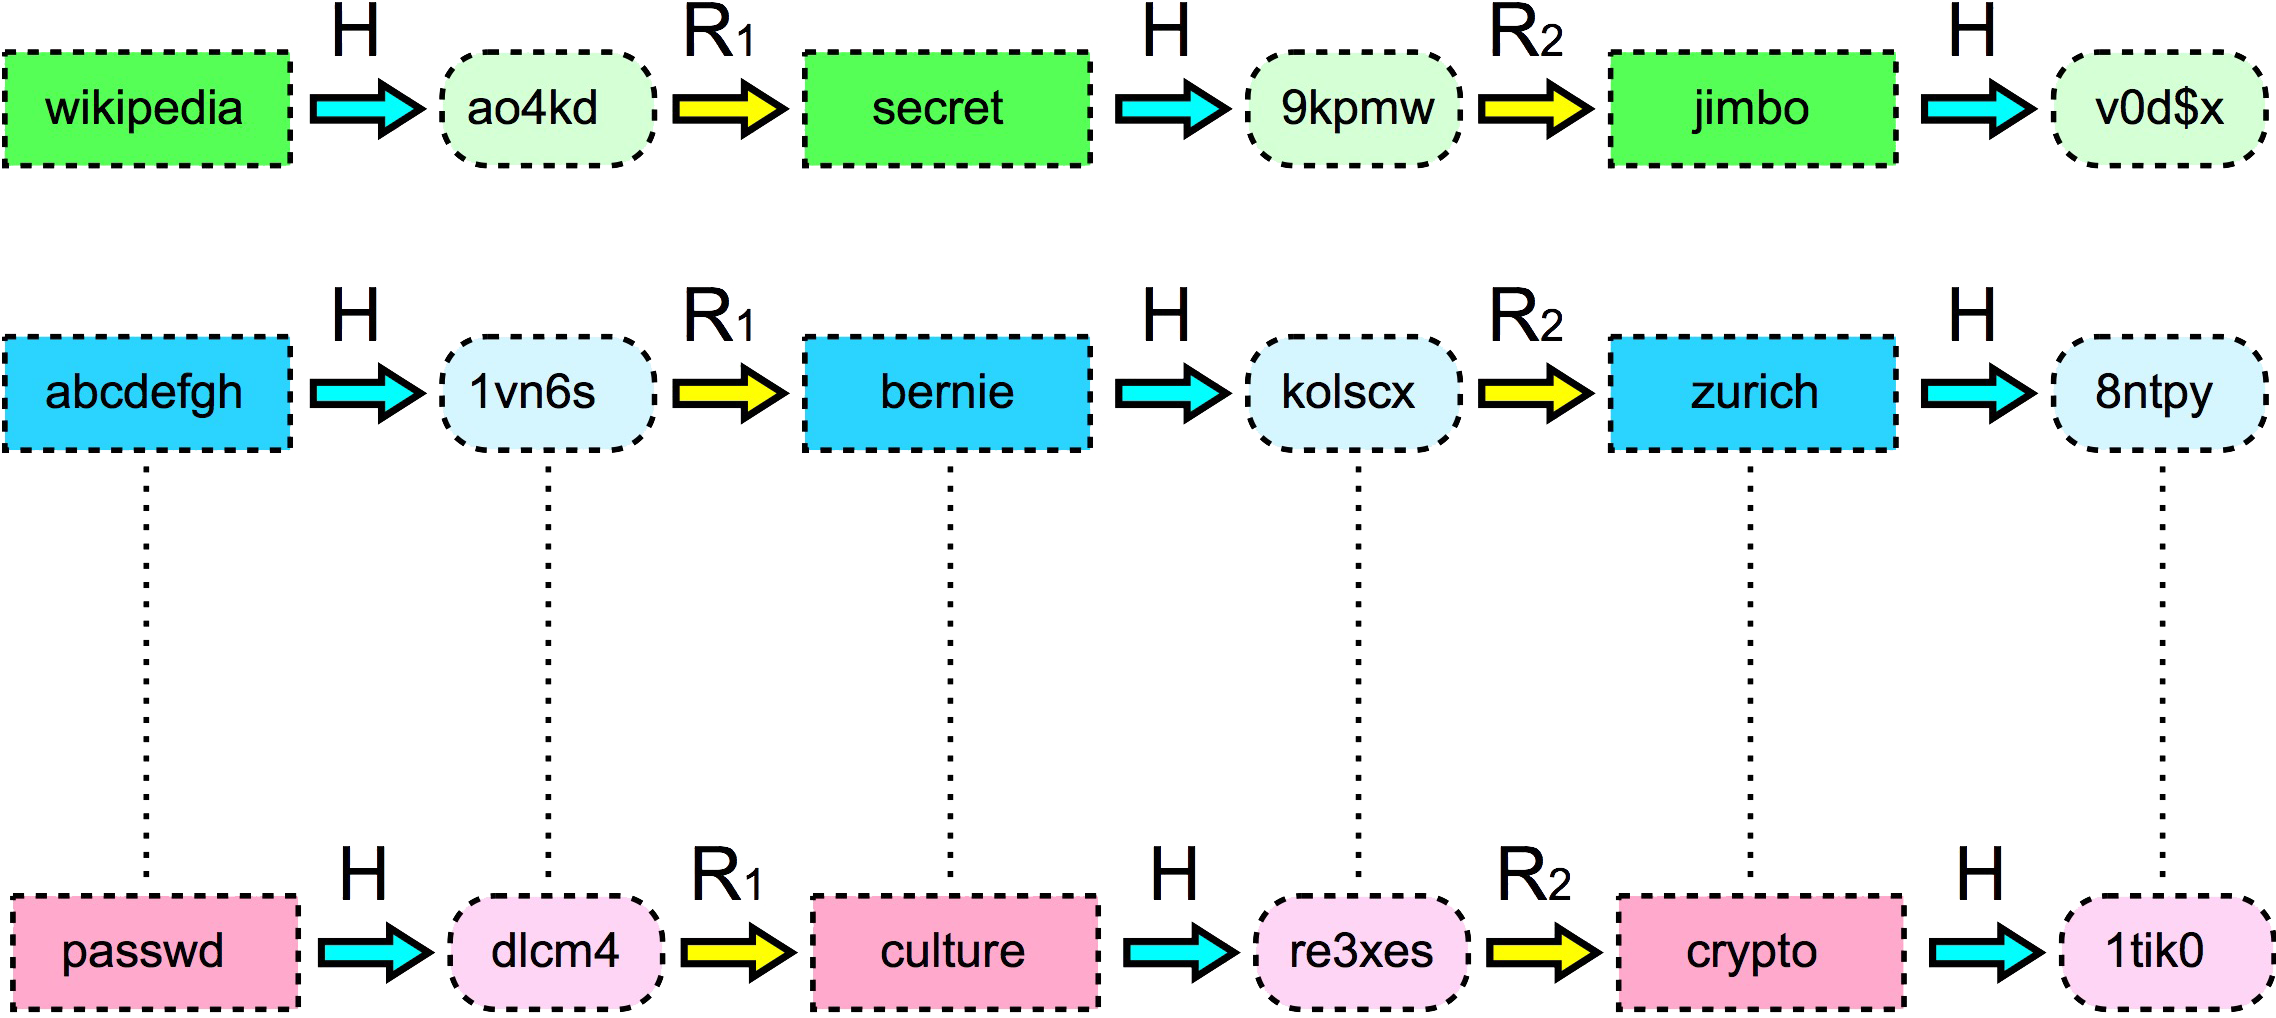 H R1 H R2 H
wikipedia ao4kd secret 9kpmw jimbo v0d$x
H R1 H R2 H
abcdefgh 1vn6s bernie kolscx zurich 8ntpy
H R1 H R2 H
passwd dlcm4 culture re3xes crypto 1tik0